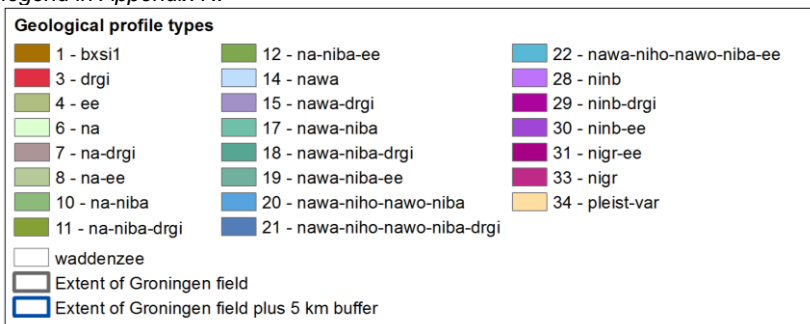 legend in Appendix
Geological profile types
1 - bxsi1
3 - drgi
4 - ee
6 - na
7 - na-drgi
8 - na-ee
10 - na-niba
11 - na-niba-drgi
12 - na-niba-ee
14 - nawa
15 - nawa-drgi
17 - nawa-niba
18 - nawa-niba-drgi
19 - nawa-niba-ee
20 - nawa-niho-nawo-niba
21 - nawa-niho-nawo-niba-drgi
22 - nawa-niho-nawo-niba-ee
28 - ninb
29 - ninb-drgi
30 - ninb-ee
31 - nigr-ee
33 - nigr
34 - pleist-var
waddenzee
Extent of Groningen field
Extent of Groningen field plus 5 km buffer